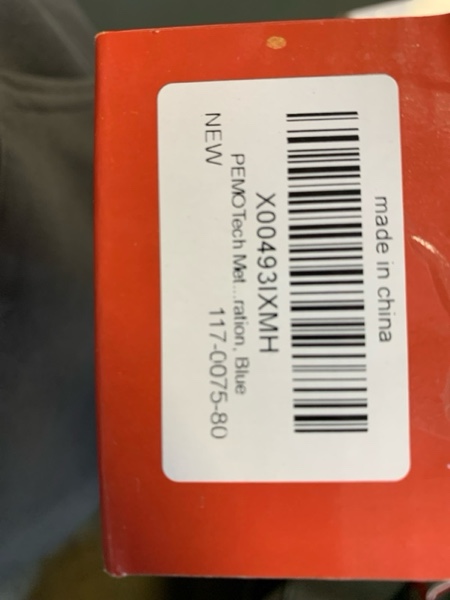 made in china
X00493IXMH
PEMOTech Met...ration, Blue
NEW
117-0075-80